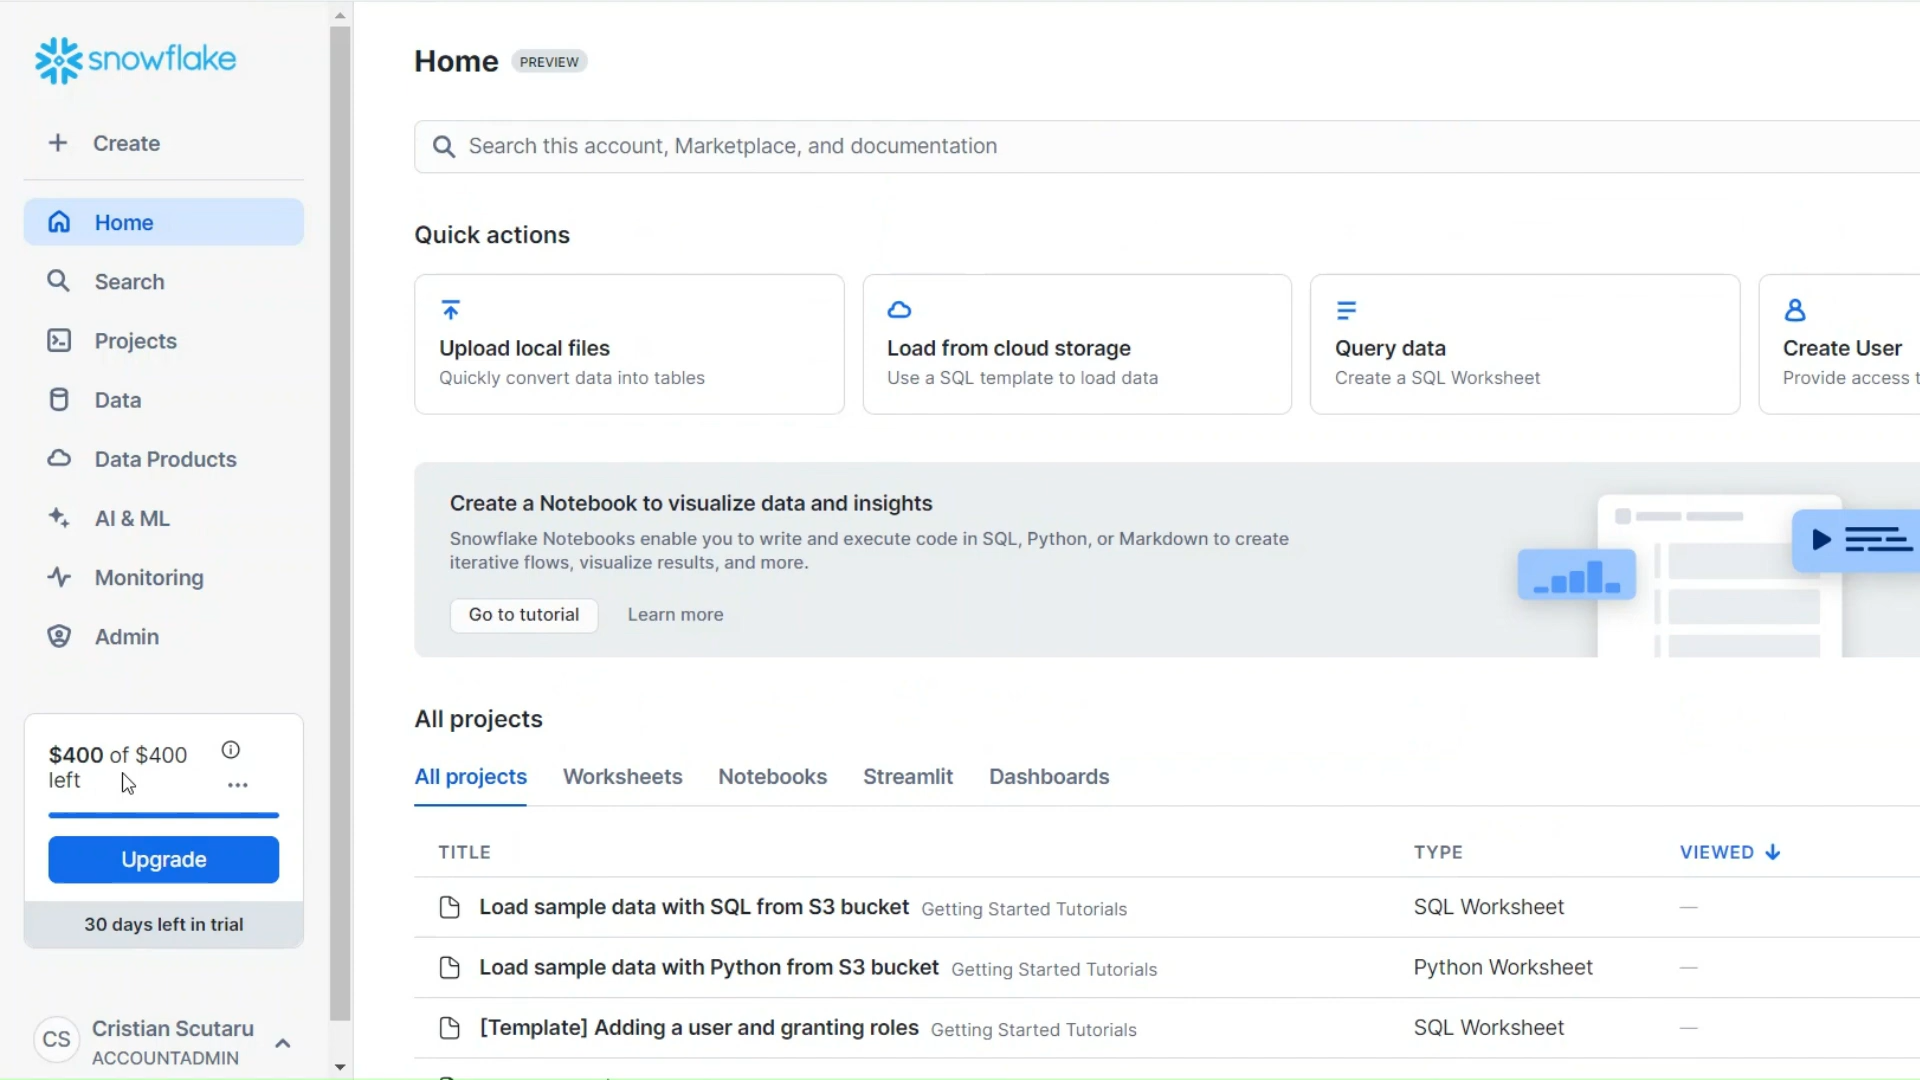 snowflake
Create
Home
Search
Projects
Data
Data Products
AI & ML
Monitoring
Admin
$400 of $400
left
Upgrade
30 days left in trial
CS
Cristian Scutaru
ACCOUNTADMIN
Home PREVIEW
Search this account, Marketplace, and documentation
Quick actions
Upload local files
Quickly convert data into tables
Load from cloud storage
Use a SQL template to load data
Query data
Create a SQL Worksheet
Create User
Provide access
Create a Notebook to visualize data and insights
Snowflake Notebooks enable you to write and execute code in SQL, Python, or Markdown to create
iterative flows, visualize results, and more.
Go to tutorial Learn more
All projects
All projects Worksheets Notebooks Streamlit Dashboards
TITLE TYPE VIEWED
Load sample data with SQL from S3 bucket Getting Started Tutorials SQL Worksheet —
Load sample data with Python from S3 bucket Getting Started Tutorials Python Worksheet —
[Template] Adding a user and granting roles Getting Started Tutorials SQL Worksheet —